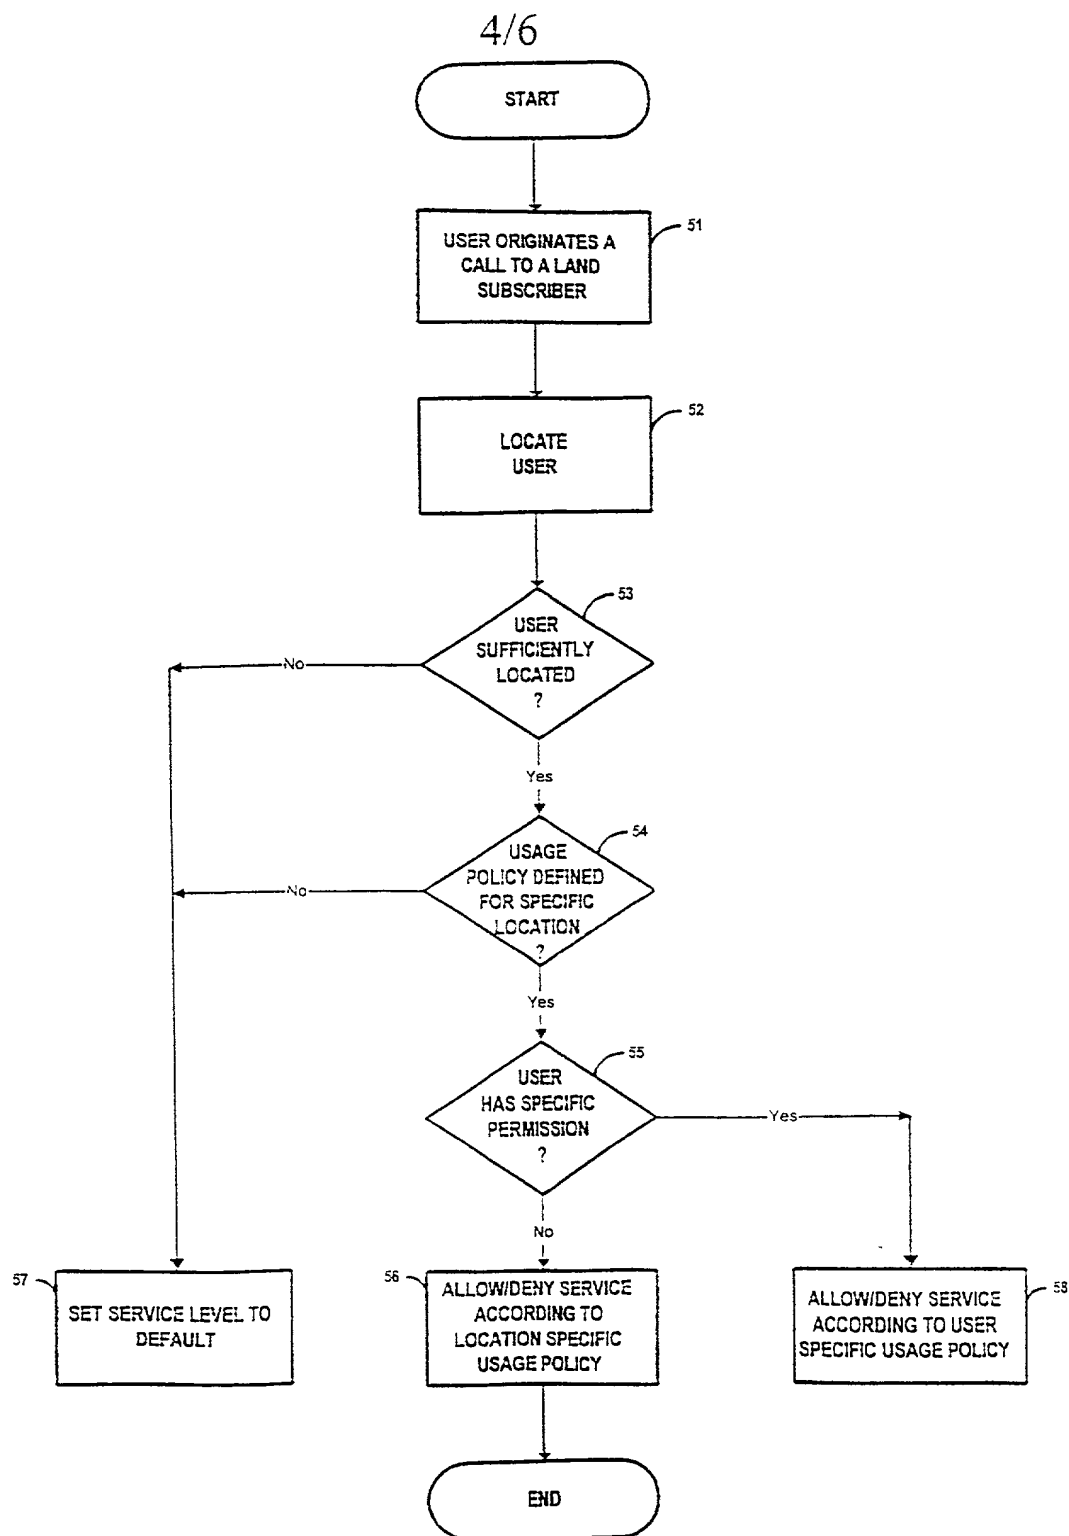 4/6
START
51
USER ORIGINATES A
CALL TO A LAND
SUBSCRIBER
52
LOCATE
USER
53
USER
SUFFICIENTLY
LOCATED
?
No
Yes
54
USAGE
POLICY DEFINED
FOR SPECIFIC
LOCATION
?
No
Yes
55
USER
HAS SPECIFIC
PERMISSION
?
Yes
No
57
SET SERVICE LEVEL TO
DEFAULT
56
ALLOW/DENY SERVICE
ACCORDING TO
LOCATION SPECIFIC
USAGE POLICY
58
ALLOW/DENY SERVICE
ACCORDING TO USER
SPECIFIC USAGE POLICY
END